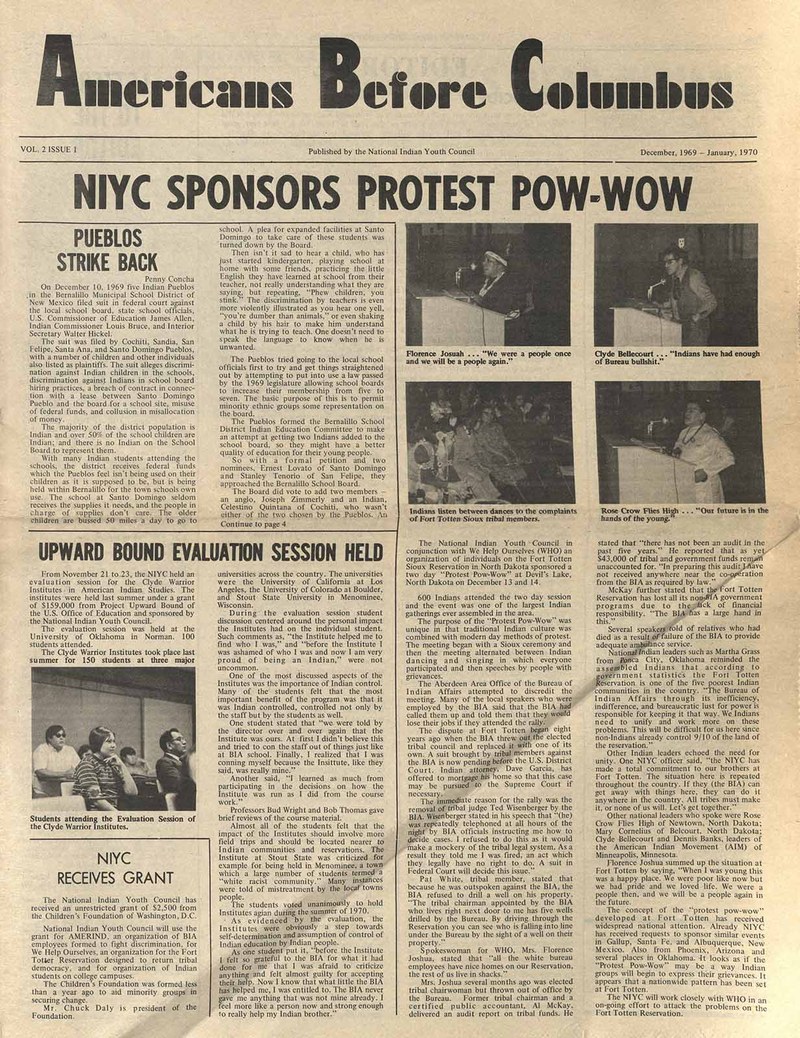 Americans Before Columbus
VOL. 2 ISSUE 1
Published by the National Indian Youth Council
December, 1969 – January, 1970
NIYC SPONSORS PROTEST POW-WOW
PUEBLOS
STRIKE BACK
Penny Concha
On December 10, 1969 five Indian Pueblos
in the Bernalillo Municipal School District of
New Mexico filed suit in federal court against
the local school board, state school officials,
U.S. Commissioner of Education James Allen,
Indian Commissioner Louis Bruce, and Interior
Secretary Walter Hickel.
The suit was filed by Cochiti, Sandia, San
Felipe, Santa Ana, and Santo Domingo Pueblos,
with a number of children and other individuals
also listed as plaintiffs. The suit alleges discrimi-
nation against Indian children in the schools,
discrimination against Indians in school board
hiring practices, a breach of contract in connec-
tion with a lease between Santo Domingo
Pueblo and the board for a school site, misuse
of federal funds, and collusion in misallocation
of money.
The majority of the district population is
Indian and over 50% of the school children are
Indian; and there is no Indian on the School
Board to represent them.
With many Indian students attending the
schools, the district receives federal funds
which the Pueblos feel isn't being used on their
children as it is supposed to be, but is being
held within Bernalillo for the town schools own
use. The school at Santo Domingo seldom
receives the supplies it needs, and the people in
charge of supplies don't care. The older
children are bussed 50 miles a day to go to
school. A plea for expanded facilities at Santo
Domingo to take care of these students was
turned down by the Board.
Then isn't it sad to hear a child, who has
just started kindergarten, playing school at
home with some friends, practicing the little
English they have learned at school from their
teacher, not really understanding what they are
saying, but repeating, "Phew children, you
stink." The discrimination by teachers is even
more violently illustrated as you hear one yell,
"you're dumber than animals," or even shaking
a child by his hair to make him understand
what he is trying to teach. One doesn't need to
speak the language to know when he is
unwanted.
The Pueblos tried going to the local school
officials first to try and get things straightened
out by attempting to put into use a law passed
by the 1969 legislature allowing school boards
to increase their membership from five to
seven. The basic purpose of this is to permit
minority ethnic groups some representation on
the board.
The Pueblos formed the Bernalillo School
District Indian Education Committee to make
an attempt at getting two Indians added to the
school board, so they might have a better
quality of education for their young people.
So with a formal petition and two
nominees, Ernest Lovato of Santo Domingo
and Stanley Tenorio of San Felipe, they
approached the Bernalillo School Board.
The Board did vote to add two members –
an anglo, Joseph Zimmerly and an Indian,
Celestino Quintana of Cochiti, who wasn't
either of the two chosen by the Pueblos. An
Continue to page 4
Florence Josuah ... "We were a people once
and we will be a people again."
Clyde Bellecourt ... "Indians have had enough
of Bureau bullshit."
Indians listen between dances to the complaints
of Fort Totten Sioux tribal members.
Rose Crow Flies High ... "Our future is in the
hands of the young."
UPWARD BOUND EVALUATION SESSION HELD
From November 21 to 23, the NIYC held an
evaluation session for the Clyde Warrior
Institutes in American Indian Studies. The
institutes were held last summer under a grant
of $159,000 from Project Upward Bound of
the U.S. Office of Education and sponsored by
the National Indian Youth Council.
The evaluation session was held at the
University of Oklahoma in Norman. 100
students attended.
The Clyde Warrior Institutes took place last
summer for 150 students at three major
Students attending the Evaluation Session of
the Clyde Warrior Institutes.
universities across the country. The universities
were the University of California at Los
Angeles, the University of Colorado at Boulder,
and Stout State University in Menominee,
Wisconsin.
During the evaluation session student
discussion centered around the personal impact
the Institutes had on the individual student.
Such comments as, "the Institute helped me to
find who I was," and "before the Institute I
was ashamed of who I was and now I am very
proud of being an Indian," were not
uncommon.
One of the most discussed aspects of the
Institutes was the importance of Indian control.
Many of the students felt that the most
important benefit of the program was that it
was Indian controlled, controlled not only by
the staff but by the students as well.
One student stated that "we were told by
the director over and over again that the
Institute was ours. At first I didn't believe this
and tried to con the staff out of things just like
at BIA school. Finally, I realized that I was
conning myself because the Institute, like they
said, was really mine."
Another said, "I learned as much from
participating in the decisions on how the
Institute was run as I did from the course
work."
Professors Bud Wright and Bob Thomas gave
brief reviews of the course material.
Almost all of the students felt that the
impact of the Institutes should involve more
field trips and should be located nearer to
Indian communities and reservations. The
Institute at Stout State was criticized for
example for being held in Menominee, a town
which a large number of students termed a
"white racist community." Many instances
were told of mistreatment by the local towns
people.
The students voted unanimously to hold
Institutes again during the summer of 1970.
As evidenced by the evaluation, the
Institutes were obviously a step towards
self-determination and assumption of control of
Indian education by Indian people.
As one student put it, "before the Institute
I felt so grateful to the BIA for what it had
done for me that I was afraid to criticize
anything and felt almost guilty for accepting
their help. Now I know that what little the BIA
has helped me, I was entitled to. The BIA never
gave me anything that was not mine already. I
feel more like a person now and strong enough
to really help my Indian brother."
NIYC
RECEIVES GRANT
The National Indian Youth Council has
received an unrestricted grant of $2,500 from
the Children's Foundation of Washington, D.C.
National Indian Youth Council will use the
grant for AMERIND, an organization of BIA
employees formed to fight discrimination, for
We Help Ourselves, an organization for the Fort
Totter Reservation designed to return tribal
democracy, and for organization of Indian
students on college campuses.
The Children's Foundation was formed less
than a year ago to aid minority groups in
securing change.
Mr. Chuck Daly is president of the
Foundation.
The National Indian Youth Council in
conjunction with We Help Ourselves (WHO) an
organization of individuals on the Fort Totten
Sioux Reservation in North Dakota sponsored a
two day "Protest Pow-Wow" at Devil's Lake,
North Dakota on December 13 and 14.
600 Indians attended the two day session
and the event was one of the largest Indian
gatherings ever assembled in the area.
The purpose of the "Protest Pow-Wow" was
unique in that traditional Indian culture was
combined with modern day methods of protest.
The meeting began with a Sioux ceremony and
then the meeting alternated between Indian
dancing and singing in which everyone
participated and then speeches by people with
grievances.
The Aberdeen Area Office of the Bureau of
Indian Affairs attempted to discredit the
meeting. Many of the local speakers who were
employed by the BIA said that the BIA had
called them up and told them that they would
lose their jobs if they attended the rally.
The dispute at Fort Totten began eight
years ago when the BIA threw out the elected
tribal council and replaced it with one of its
own. A suit brought by tribal members against
the BIA is now pending before the U.S. District
Court. Indian attorney, Dave Garcia, has
offered to mortgage his home so that this case
may be pursued to the Supreme Court if
necessary.
The immediate reason for the rally was the
removal of tribal judge Ted Wisenberg by the
BIA. Wisenberg stated in his speech that "the
was repeatedly telephoned at all hours of the
night by BIA officials instructing me how to
decide cases. I refused to do this as it would
make a mockery of the tribal legal system. As a
result they told me I was fired, an act which
they legally have no right to do. A suit in
Federal Court will decide this issue."
Pat White, tribal member, stated that
because he was outspoken against the BIA, the
BIA refused to drill a well on his property.
"The tribal chairman appointed by the BIA
who lives right next door to me has five wells
drilled by the Bureau. By driving through the
Reservation you can see who is falling into line
under the Bureau by the sight of a well on their
property."
Spokeswoman for WHO, Mrs. Florence
Joshua, stated that "all the white bureau
employees have nice homes on our Reservation,
the rest of us live in shacks."
Mrs. Joshua several months ago was elected
tribal chairwoman but thrown out of office by
the Bureau. Former tribal chairman and a
certified public accountant, Al McKay,
delivered an audit report on tribal funds. He
stated that "there has not been an audit in the
past five years." He reported that as yet
$43,000 of tribal and government funds remain
unaccounted for. "In preparing this audit I have
not received anywhere near the co-operation
from the BIA as required by law."
McKay further stated that the Fort Totten
Reservation has lost all its non-BIA government
programs due to the lack of financial
responsibility. "The BIA has a large hand in
this."
Several speakers told of relatives who had
died as a result of failure of the BIA to provide
adequate ambulance service.
National Indian leaders such as Martha Grass
from Ponca City, Oklahoma reminded the
assembled Indians that according to
government statistics the Fort Totten
Reservation is one of the five poorest Indian
communities in the country. "The Bureau of
Indian Affairs through its inefficiency,
indifference, and bureaucratic lust for power is
responsible for keeping it that way. We Indians
need to unify and work more on these
problems. This will be difficult for us here since
non-Indians already control 9/10 of the land of
the reservation."
Other Indian leaders echoed the need for
unity. One NIYC officer said, "the NIYC has
made a total commitment to our brothers at
Fort Totten. The situation here is repeated
throughout the country. If they (the BIA) can
get away with things here, they can do it
anywhere in the country. All tribes must make
it, or none of us will. Let's get together."
Other national leaders who spoke were Rose
Crow Flies High of Newtown, North Dakota;
Mary Cornelius of Belcourt, North Dakota;
Clyde Bellecourt and Dennis Banks, leaders of
the American Indian Movement (AIM) of
Minneapolis, Minnesota.
Florence Joshua summed up the situation at
Fort Totten by saying, "When I was young this
was a happy place. We were poor like now but
we had pride and we loved life. We were a
people then, and we will be a people again in
the future.
The concept of the "protest pow-wow"
developed at Fort Totten has received
widespread national attention. Already NIYC
has received requests to sponsor similar events
in Gallup, Santa Fe, and Albuquerque, New
Mexico. Also from Phoenix, Arizona and
several places in Oklahoma. It looks as if the
"Protest Pow-Wow" may be a way Indian
groups will begin to express their grievances. It
appears that a nationwide pattern has been set
at Fort Totten.
The NIYC will work closely with WHO in an
on-going effort to attack the problems on the
Fort Totten Reservation.